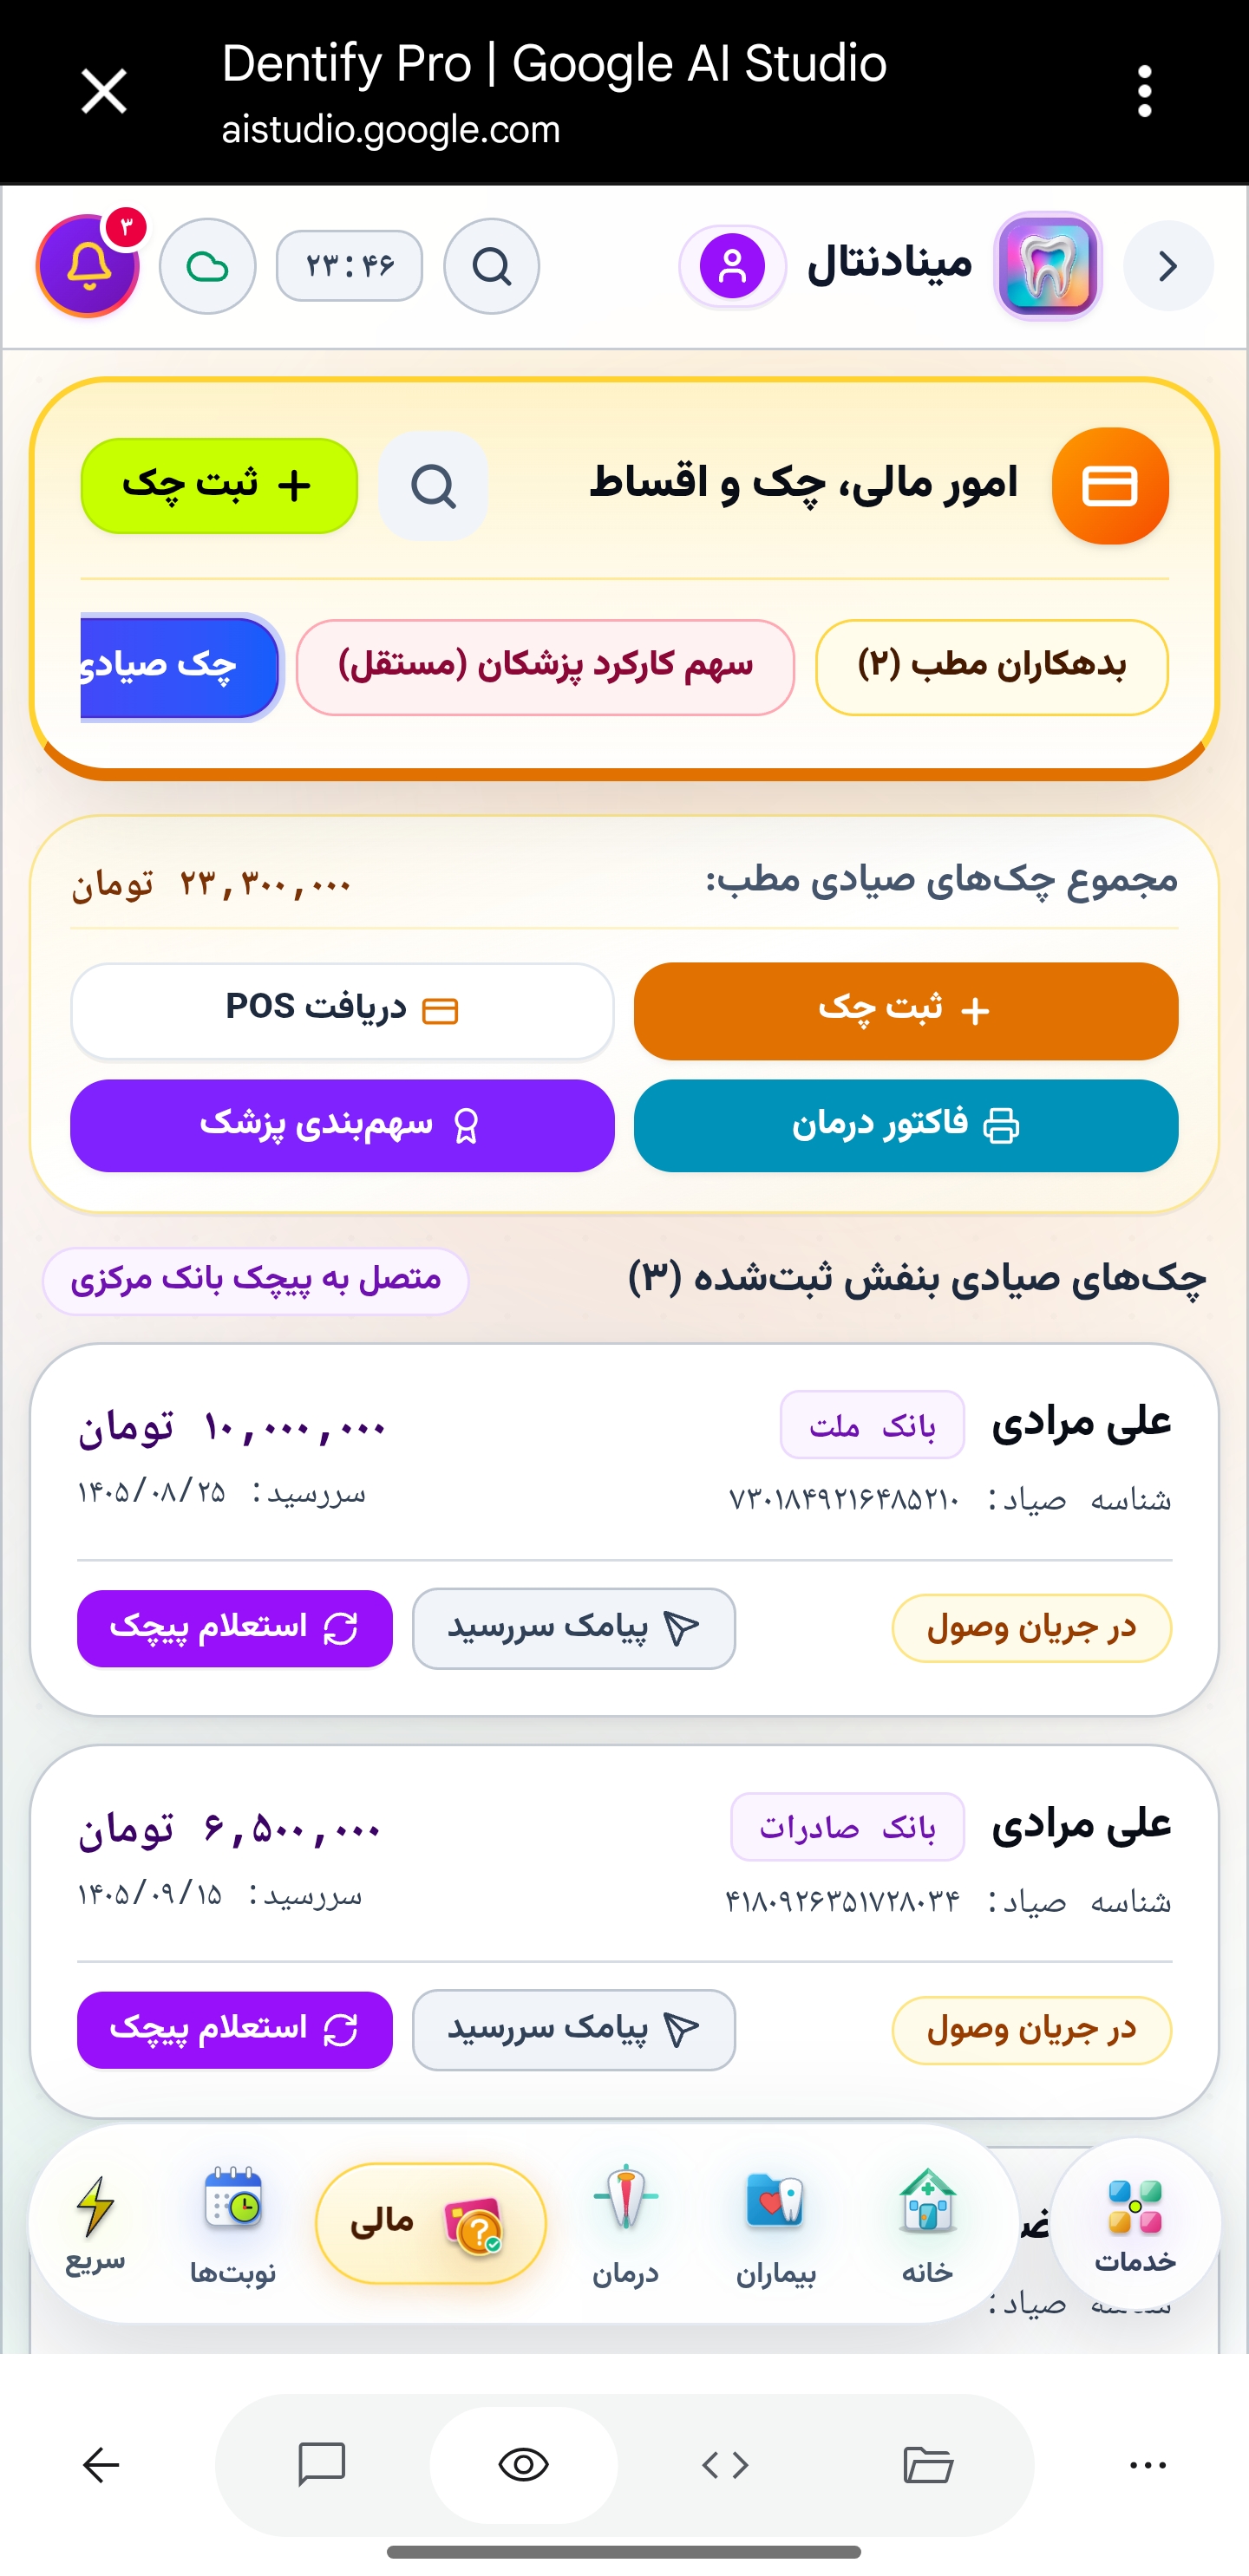 Dentify Pro | Google AI Studio
aistudio.google.com
مینادنتال
۲۳:۴۶
۳
امور مالی، چک و اقساط
ثبت چک
بدهکاران مطب (۲)
سهم کارکرد پزشکان (مستقل)
چک صیادی
مجموع چک‌های صیادی مطب:
۲۳,۳۰۰,۰۰۰ تومان
ثبت چک
دریافت POS
فاکتور درمان
سهم‌بندی پزشک
چک‌های صیادی بنفش ثبت‌شده (۳)
متصل به پیچک بانک مرکزی
علی مرادی
بانک ملت
۱۰,۰۰۰,۰۰۰ تومان
شناسه صیاد: ۷۳۰۱۸۴۹۲۱۶۴۸۵۲۱۰
سررسید: ۱۴۰۵/۰۸/۲۵
در جریان وصول
پیامک سررسید
استعلام پیچک
علی مرادی
بانک صادرات
۶,۵۰۰,۰۰۰ تومان
شناسه صیاد: ۴۱۸۰۹۲۶۳۵۱۷۲۸۰۳۴
سررسید: ۱۴۰۵/۰۹/۱۵
در جریان وصول
پیامک سررسید
استعلام پیچک
صیاد:
خدمات
خانه
بیماران
درمان
مالی
نوبت‌ها
سریع